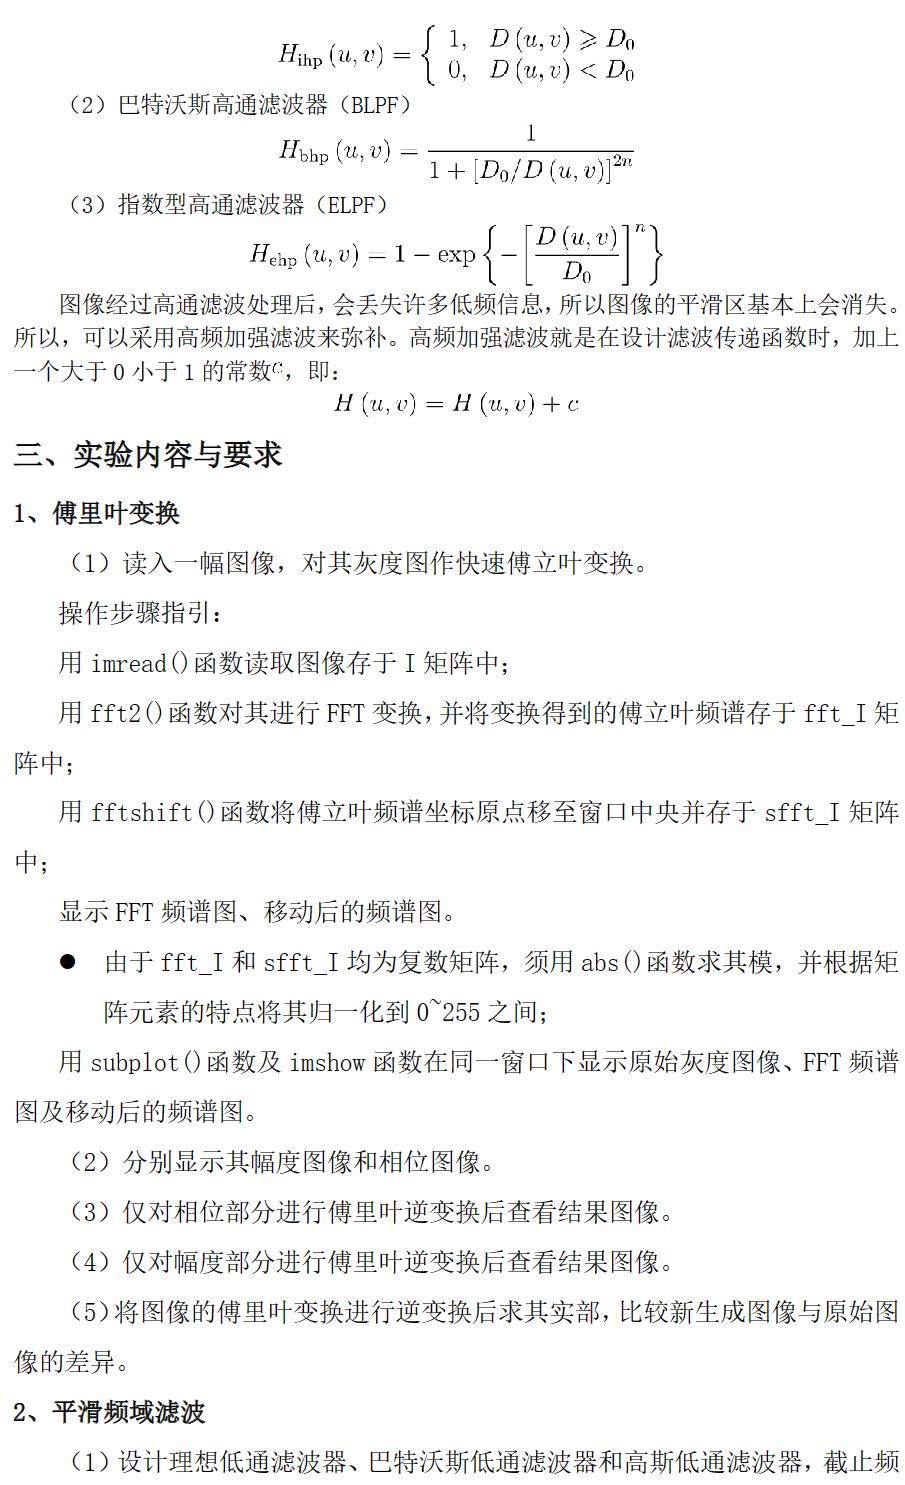 H_ihp (u, v) = { 1, D (u, v) ⩾ D_0
0, D (u, v) < D_0
（2）巴特沃斯高通滤波器（BLPF）
H_bhp (u, v) = 1 / (1 + [D_0/D (u, v)]^{2n})
（3）指数型高通滤波器（ELPF）
H_ehp (u, v) = 1 − exp { − [ D (u, v) / D_0 ]^n }
图像经过高通滤波处理后，会丢失许多低频信息，所以图像的平滑区基本上会消失。
所以，可以采用高频加强滤波来弥补。高频加强滤波就是在设计滤波传递函数时，加上
一个大于 0 小于 1 的常数c，即：
H (u, v) = H (u, v) + c
三、实验内容与要求
1、傅里叶变换
（1）读入一幅图像，对其灰度图作快速傅立叶变换。
操作步骤指引：
用 imread()函数读取图像存于 I 矩阵中；
用 fft2()函数对其进行 FFT 变换，并将变换得到的傅立叶频谱存于 fft_I 矩
阵中；
用 fftshift()函数将傅立叶频谱坐标原点移至窗口中央并存于 sfft_I 矩阵
中；
显示 FFT 频谱图、移动后的频谱图。
● 由于 fft_I 和 sfft_I 均为复数矩阵，须用 abs()函数求其模，并根据矩
阵元素的特点将其归一化到 0~255 之间；
用 subplot()函数及 imshow 函数在同一窗口下显示原始灰度图像、FFT 频谱
图及移动后的频谱图。
（2）分别显示其幅度图像和相位图像。
（3）仅对相位部分进行傅里叶逆变换后查看结果图像。
（4）仅对幅度部分进行傅里叶逆变换后查看结果图像。
（5）将图像的傅里叶变换进行逆变换后求其实部，比较新生成图像与原始图
像的差异。
2、平滑频域滤波
（1）设计理想低通滤波器、巴特沃斯低通滤波器和高斯低通滤波器，截止频